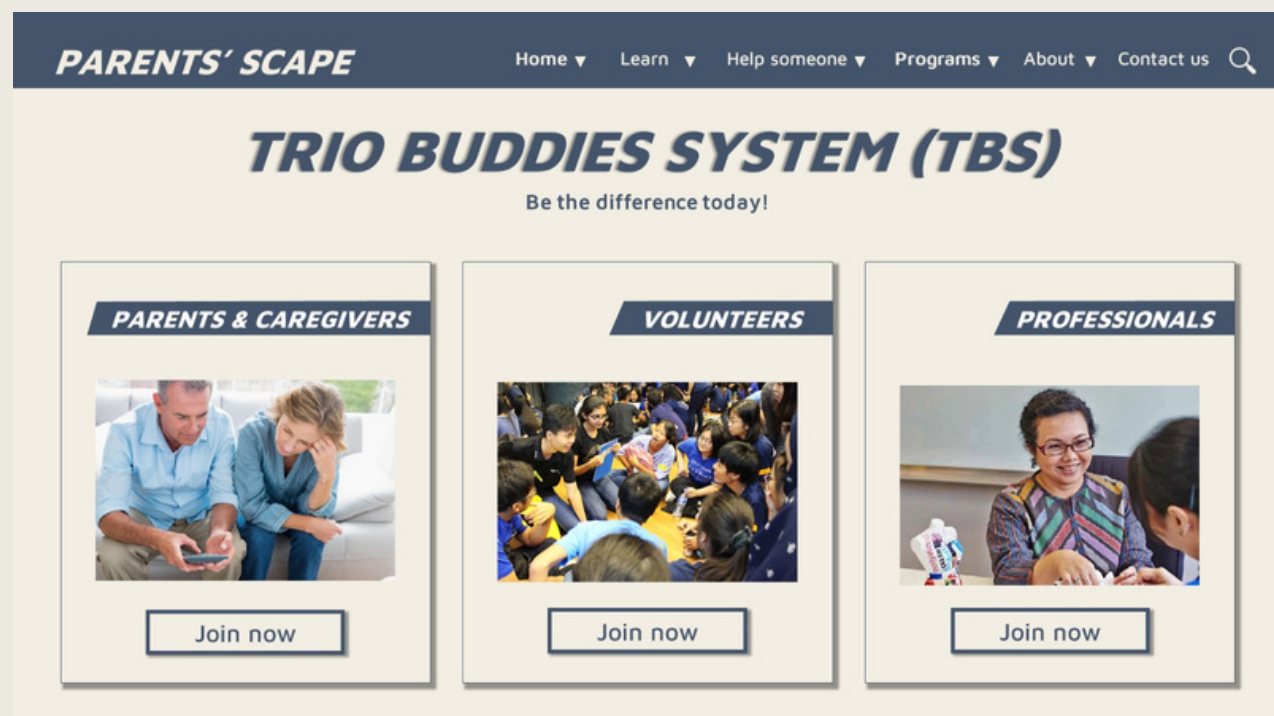 PARENTS’ SCAPE
Home ▼ Learn ▼ Help someone ▼ Programs ▼ About ▼ Contact us
TRIO BUDDIES SYSTEM (TBS)
Be the difference today!
PARENTS & CAREGIVERS
Join now
VOLUNTEERS
Join now
PROFESSIONALS
Join now